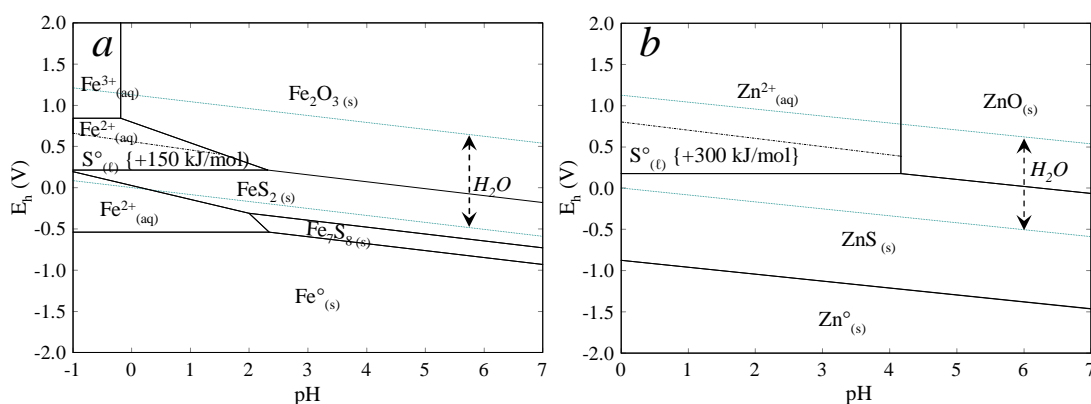 a
E_h (V)
2.0
1.5
1.0
0.5
0.0
-0.5
-1.0
-1.5
-2.0
Fe³⁺(aq)
Fe₂O₃ (s)
Fe²⁺(aq)
S°(ℓ) {+150 kJ/mol)
H₂O
FeS₂ (s)
Fe²⁺(aq)
Fe₇S₈ (s)
Fe°(s)
-1 0 1 2 3 4 5 6 7
pH
b
E_h (V)
2.0
1.5
1.0
0.5
0.0
-0.5
-1.0
-1.5
-2.0
Zn²⁺(aq)
ZnO(s)
S°(ℓ) {+300 kJ/mol}
H₂O
ZnS(s)
Zn°(s)
0 1 2 3 4 5 6 7
pH